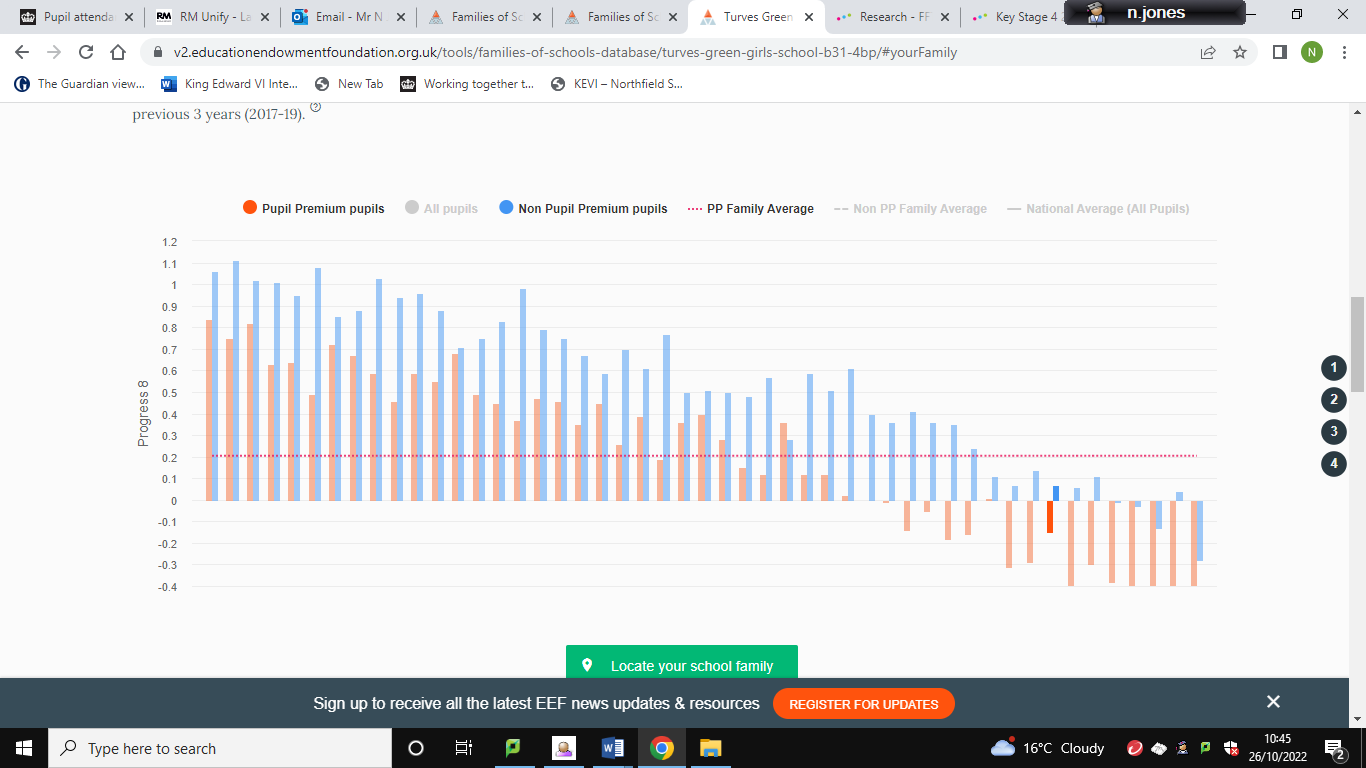 Pupil attenda
RM Unify - La
Email - Mr N
Families of Sc
Families of Sc
Turves Green
Research - FF
Key Stage 4 2
n.jones
v2.educationendowmentfoundation.org.uk/tools/families-of-schools-database/turves-green-girls-school-b31-4bp/#yourFamily
N
The Guardian view...
King Edward VI Inte...
New Tab
Working together t...
KEVI – Northfield S...
previous 3 years (2017-19). ?
Pupil Premium pupils
All pupils
Non Pupil Premium pupils
PP Family Average
Non PP Family Average
National Average (All Pupils)
Progress 8
1.2
1.1
1
0.9
0.8
0.7
0.6
0.5
0.4
0.3
0.2
0.1
0
-0.1
-0.2
-0.3
-0.4
1
2
3
4
Locate your school family
Sign up to receive all the latest EEF news updates & resources
REGISTER FOR UPDATES
Type here to search
16°C Cloudy
10:45
26/10/2022
2